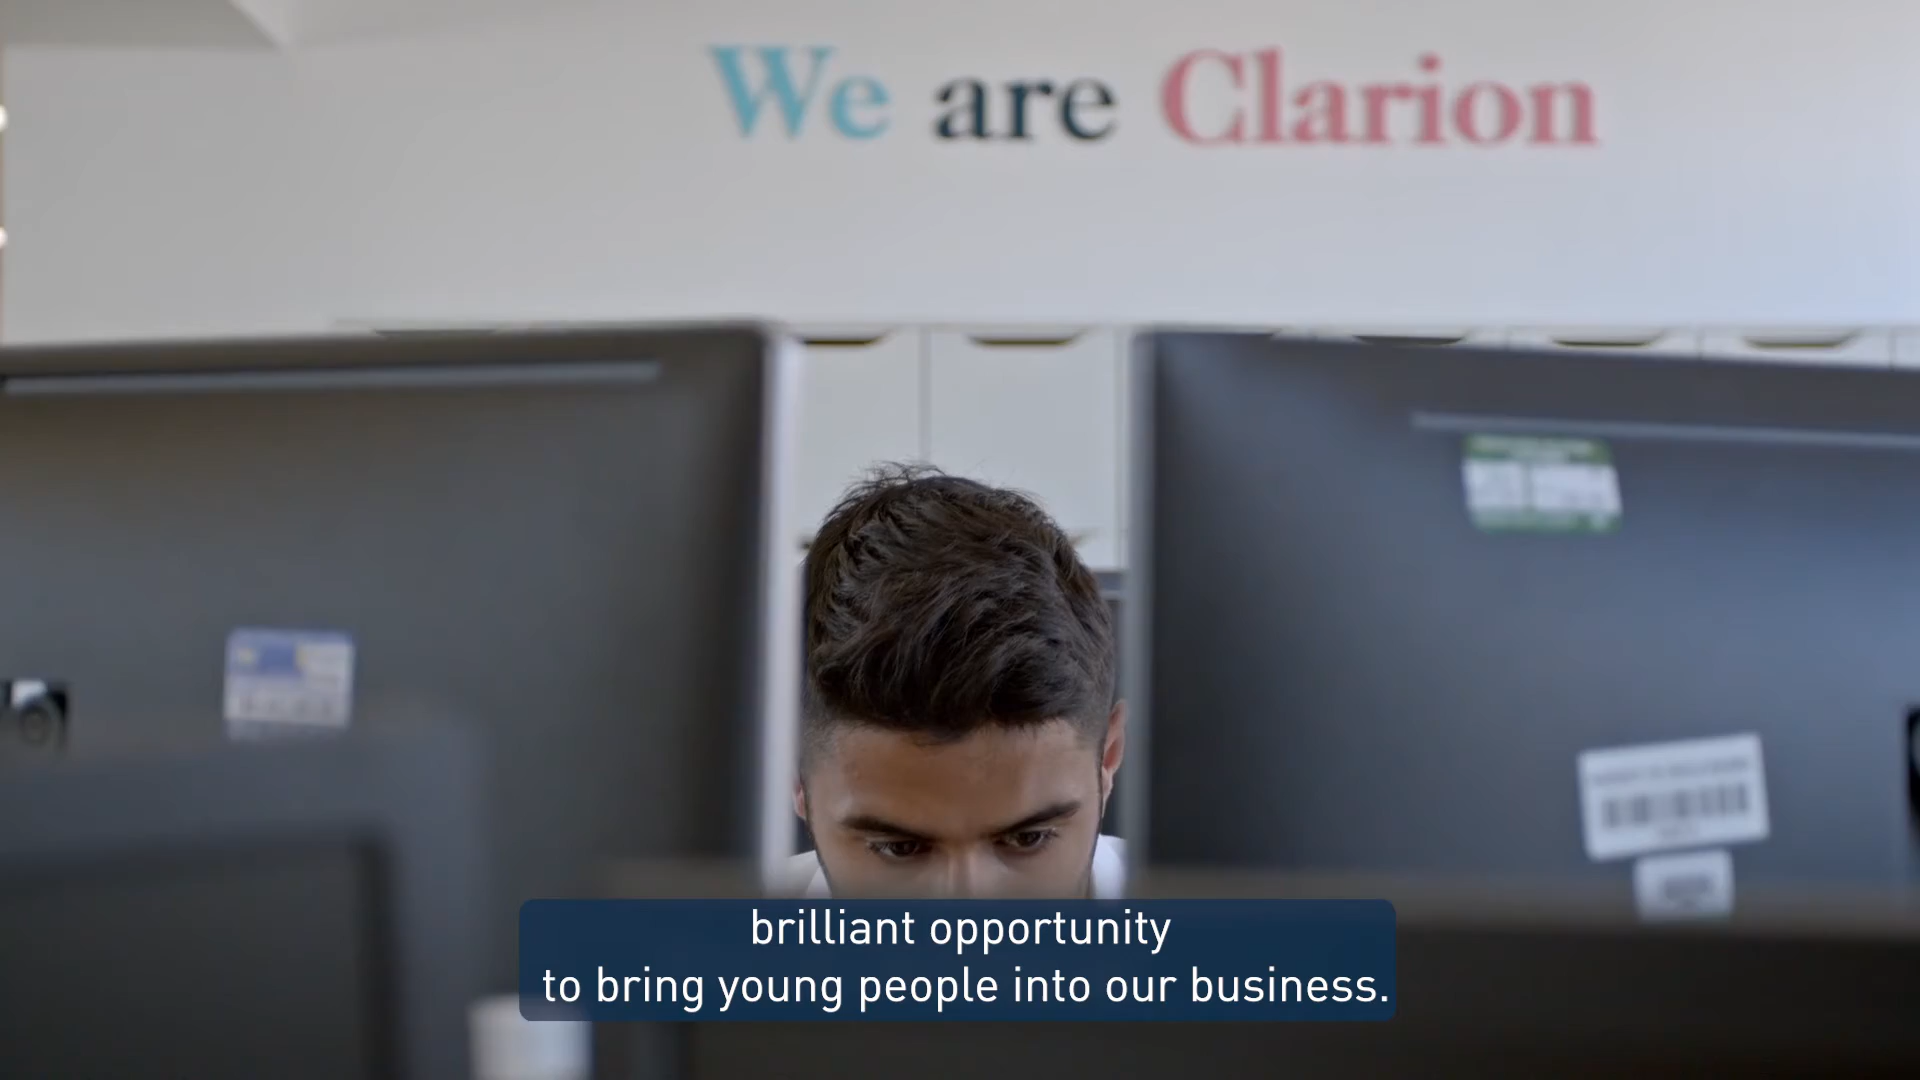 We are Clarion
brilliant opportunity
to bring young people into our business.